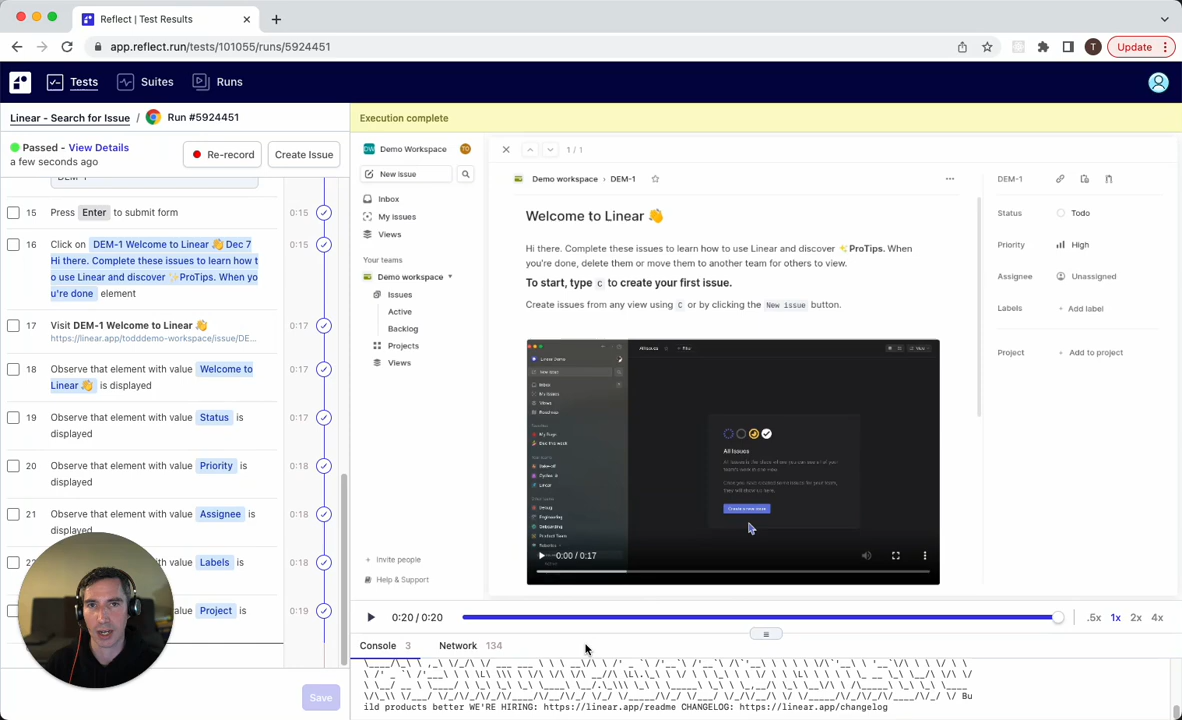 Reflect | Test Results
app.reflect.run/tests/101055/runs/5924451
T
Update
Tests
Suites
Runs
Linear - Search for Issue / Run #5924451
Passed - View Details
a few seconds ago
Re-record
Create Issue
DEM-1
15 Press Enter to submit form 0:15
16 Click on DEM-1 Welcome to Linear 👋 Dec 7 0:15
Hi there. Complete these issues to learn how t
o use Linear and discover ✨ProTips. When yo
u're done element
17 Visit DEM-1 Welcome to Linear 👋 0:17
https://linear.app/todddemo-workspace/issue/DE...
18 Observe that element with value Welcome to 0:17
Linear 👋 is displayed
19 Observe that element with value Status is 0:17
displayed
20 Observe that element with value Priority is 0:18
displayed
21 Observe that element with value Assignee is 0:18
displayed
ith value Labels is 0:18
value Project is 0:19
Save
Execution complete
DW Demo Workspace TO
New issue
Inbox
My issues
Views
Your teams
Demo workspace
Issues
Active
Backlog
Projects
Views
+ Invite people
Help & Support
1 / 1
Demo workspace › DEM-1
Welcome to Linear 👋
Hi there. Complete these issues to learn how to use Linear and discover ✨ProTips. When
you're done, delete them or move them to another team for others to view.
To start, type C to create your first issue.
Create issues from any view using C or by clicking the New issue button.
All Issues
Create new issue
0:00 / 0:17
DEM-1
Status Todo
Priority High
Assignee Unassigned
Labels + Add label
Project + Add to project
0:20 / 0:20
.5x 1x 2x 4x
Console 3 Network 134
Bu
ild products better WE'RE HIRING: https://linear.app/readme CHANGELOG: https://linear.app/changelog